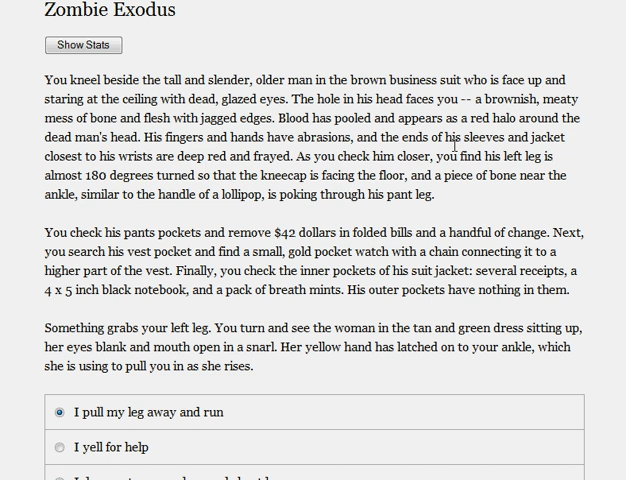 Zombie Exodus
Show Stats
You kneel beside the tall and slender, older man in the brown business suit who is face up and
staring at the ceiling with dead, glazed eyes. The hole in his head faces you -- a brownish, meaty
mess of bone and flesh with jagged edges. Blood has pooled and appears as a red halo around the
dead man's head. His fingers and hands have abrasions, and the ends of his sleeves and jacket
closest to his wrists are deep red and frayed. As you check him closer, you find his left leg is
almost 180 degrees turned so that the kneecap is facing the floor, and a piece of bone near the
ankle, similar to the handle of a lollipop, is poking through his pant leg.
You check his pants pockets and remove $42 dollars in folded bills and a handful of change. Next,
you search his vest pocket and find a small, gold pocket watch with a chain connecting it to a
higher part of the vest. Finally, you check the inner pockets of his suit jacket: several receipts, a
4 x 5 inch black notebook, and a pack of breath mints. His outer pockets have nothing in them.
Something grabs your left leg. You turn and see the woman in the tan and green dress sitting up,
her eyes blank and mouth open in a snarl. Her yellow hand has latched on to your ankle, which
she is using to pull you in as she rises.
I pull my leg away and run
I yell for help